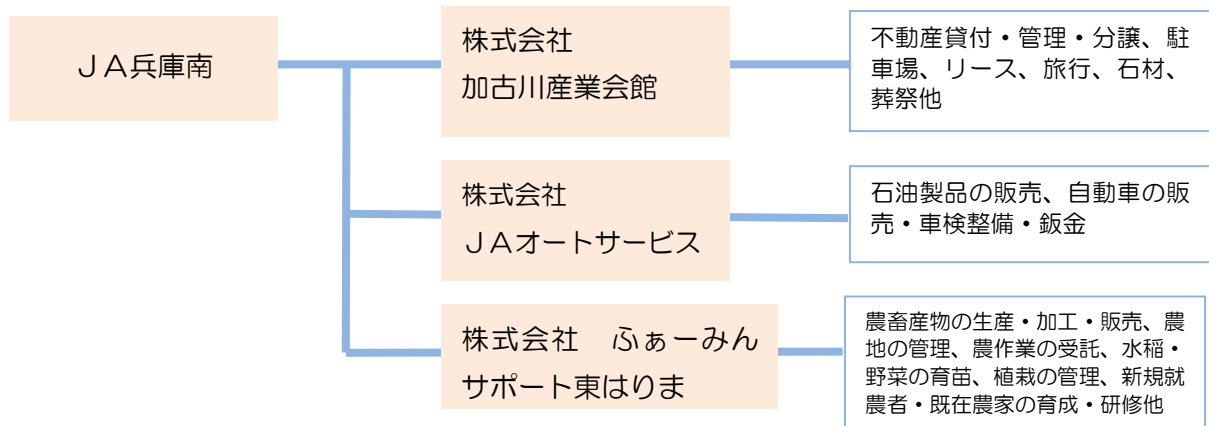 ＪＡ兵庫南
株式会社
加古川産業会館
不動産貸付・管理・分譲、駐
車場、リース、旅行、石材、
葬祭他
株式会社
ＪＡオートサービス
石油製品の販売、自動車の販
売・車検整備・鈑金
株式会社　ふぁーみん
サポート東はりま
農畜産物の生産・加工・販売、農
地の管理、農作業の受託、水稲・
野菜の育苗、植栽の管理、新規就
農者・既在農家の育成・研修他